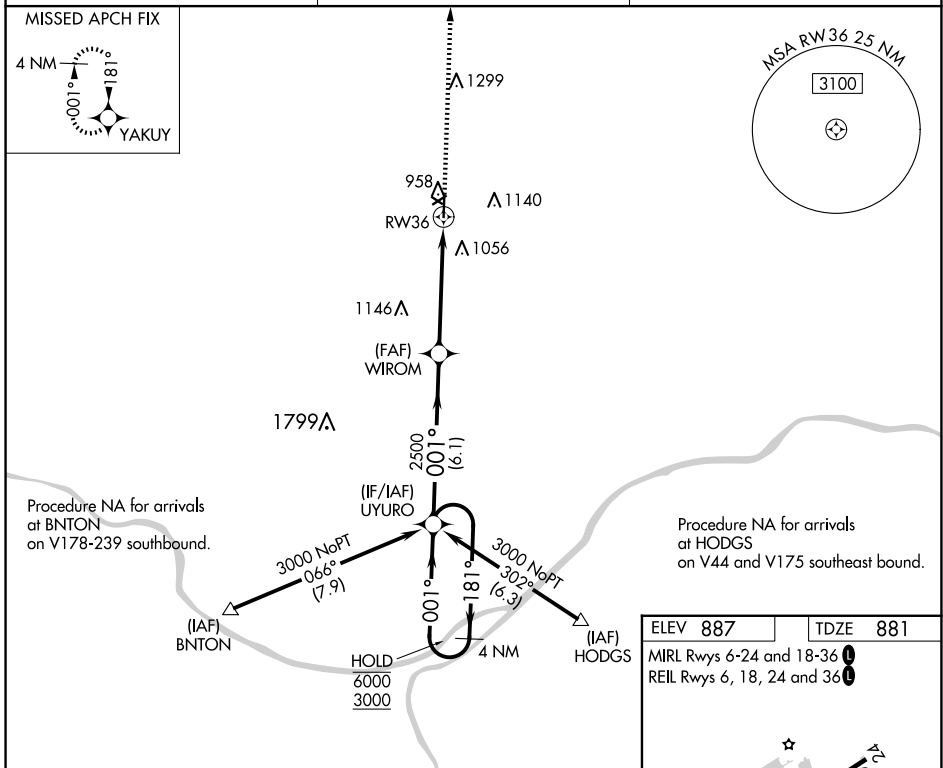 MISSED APCH FIX
4 NM
001°
181°
YAKUY
MSA RW36 25 NM
3100
1299
958
1140
RW36
1056
1146
(FAF)
WIROM
1799
2500
001°
(6.1)
(IF/IAF)
UYURO
Procedure NA for arrivals
at BNTON
on V178-239 southbound.
Procedure NA for arrivals
at HODGS
on V44 and V175 southeast bound.
3000 NoPT
066°
(7.9)
3000 NoPT
302°
(6.3)
001°
181°
(IAF)
BNTON
(IAF)
HODGS
4 NM
HOLD
6000
3000
ELEV 887
TDZE 881
MIRL Rwys 6-24 and 18-36 L
REIL Rwys 6, 18, 24 and 36 L
24